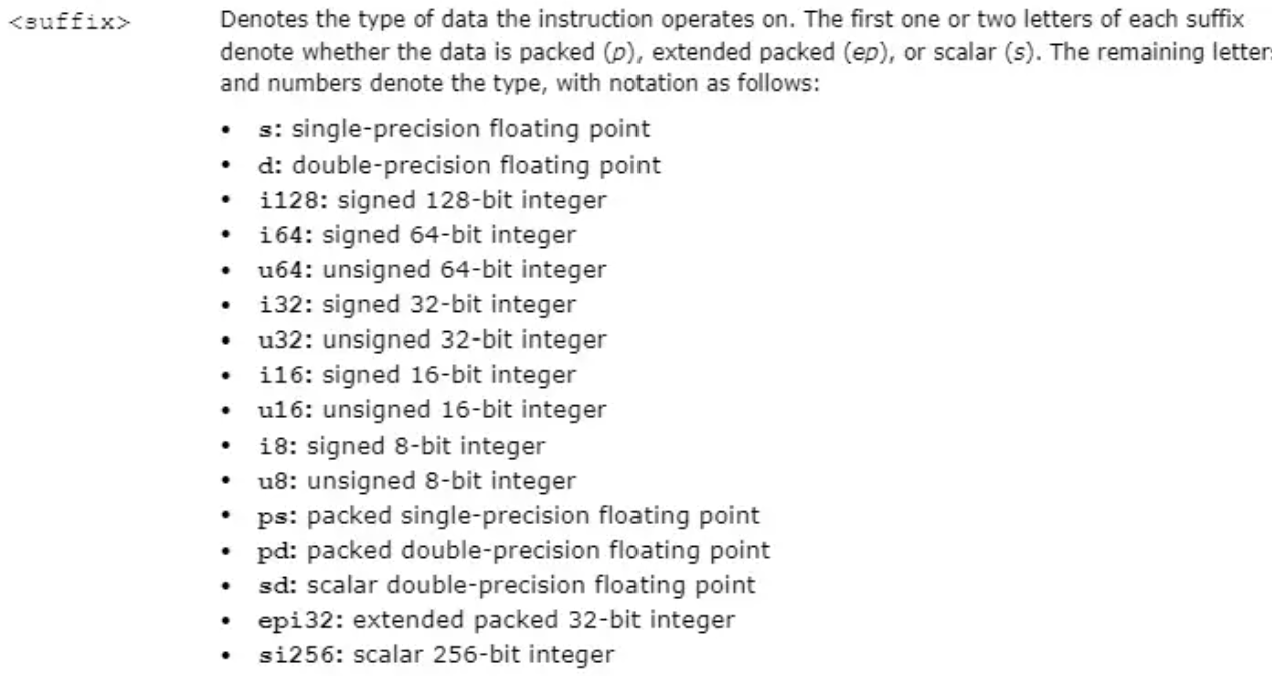 <suffix> Denotes the type of data the instruction operates on. The first one or two letters of each suffix
denote whether the data is packed (p), extended packed (ep), or scalar (s). The remaining letter
and numbers denote the type, with notation as follows:
• s: single-precision floating point
• d: double-precision floating point
• i128: signed 128-bit integer
• i64: signed 64-bit integer
• u64: unsigned 64-bit integer
• i32: signed 32-bit integer
• u32: unsigned 32-bit integer
• i16: signed 16-bit integer
• u16: unsigned 16-bit integer
• i8: signed 8-bit integer
• u8: unsigned 8-bit integer
• ps: packed single-precision floating point
• pd: packed double-precision floating point
• sd: scalar double-precision floating point
• epi32: extended packed 32-bit integer
• si256: scalar 256-bit integer